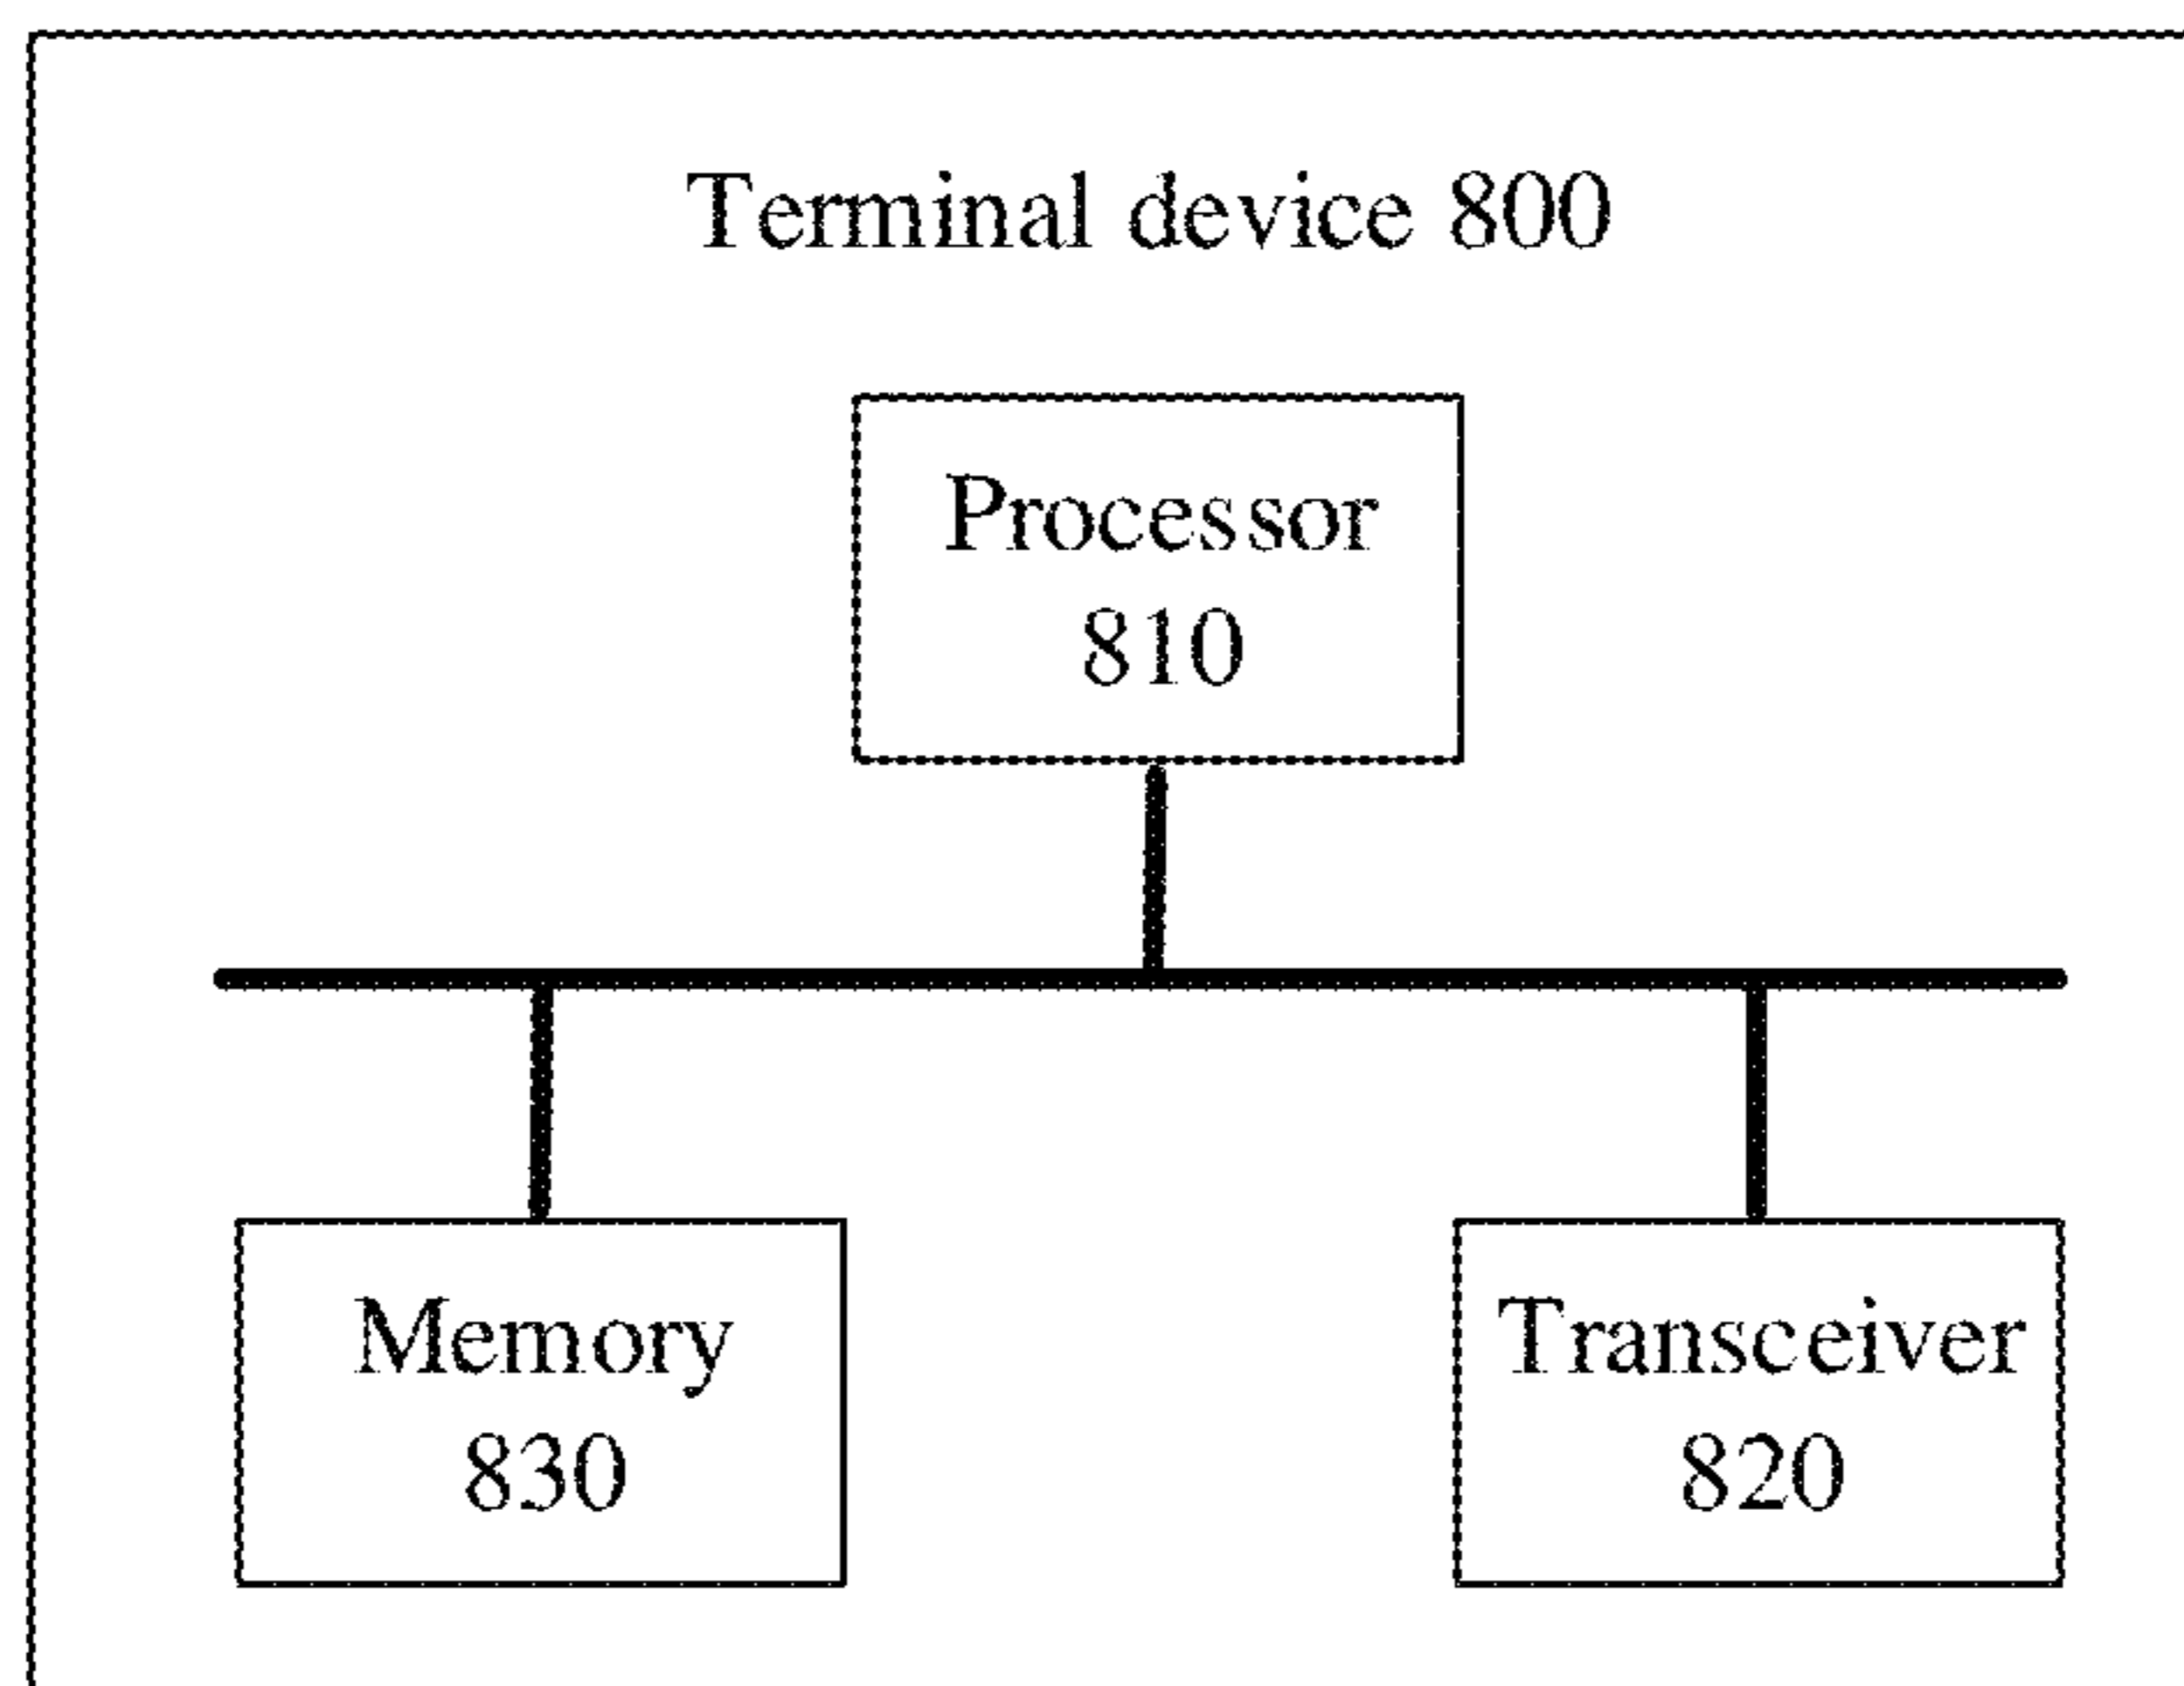 Terminal device 800
Processor
810
Memory
830
Transceiver
820